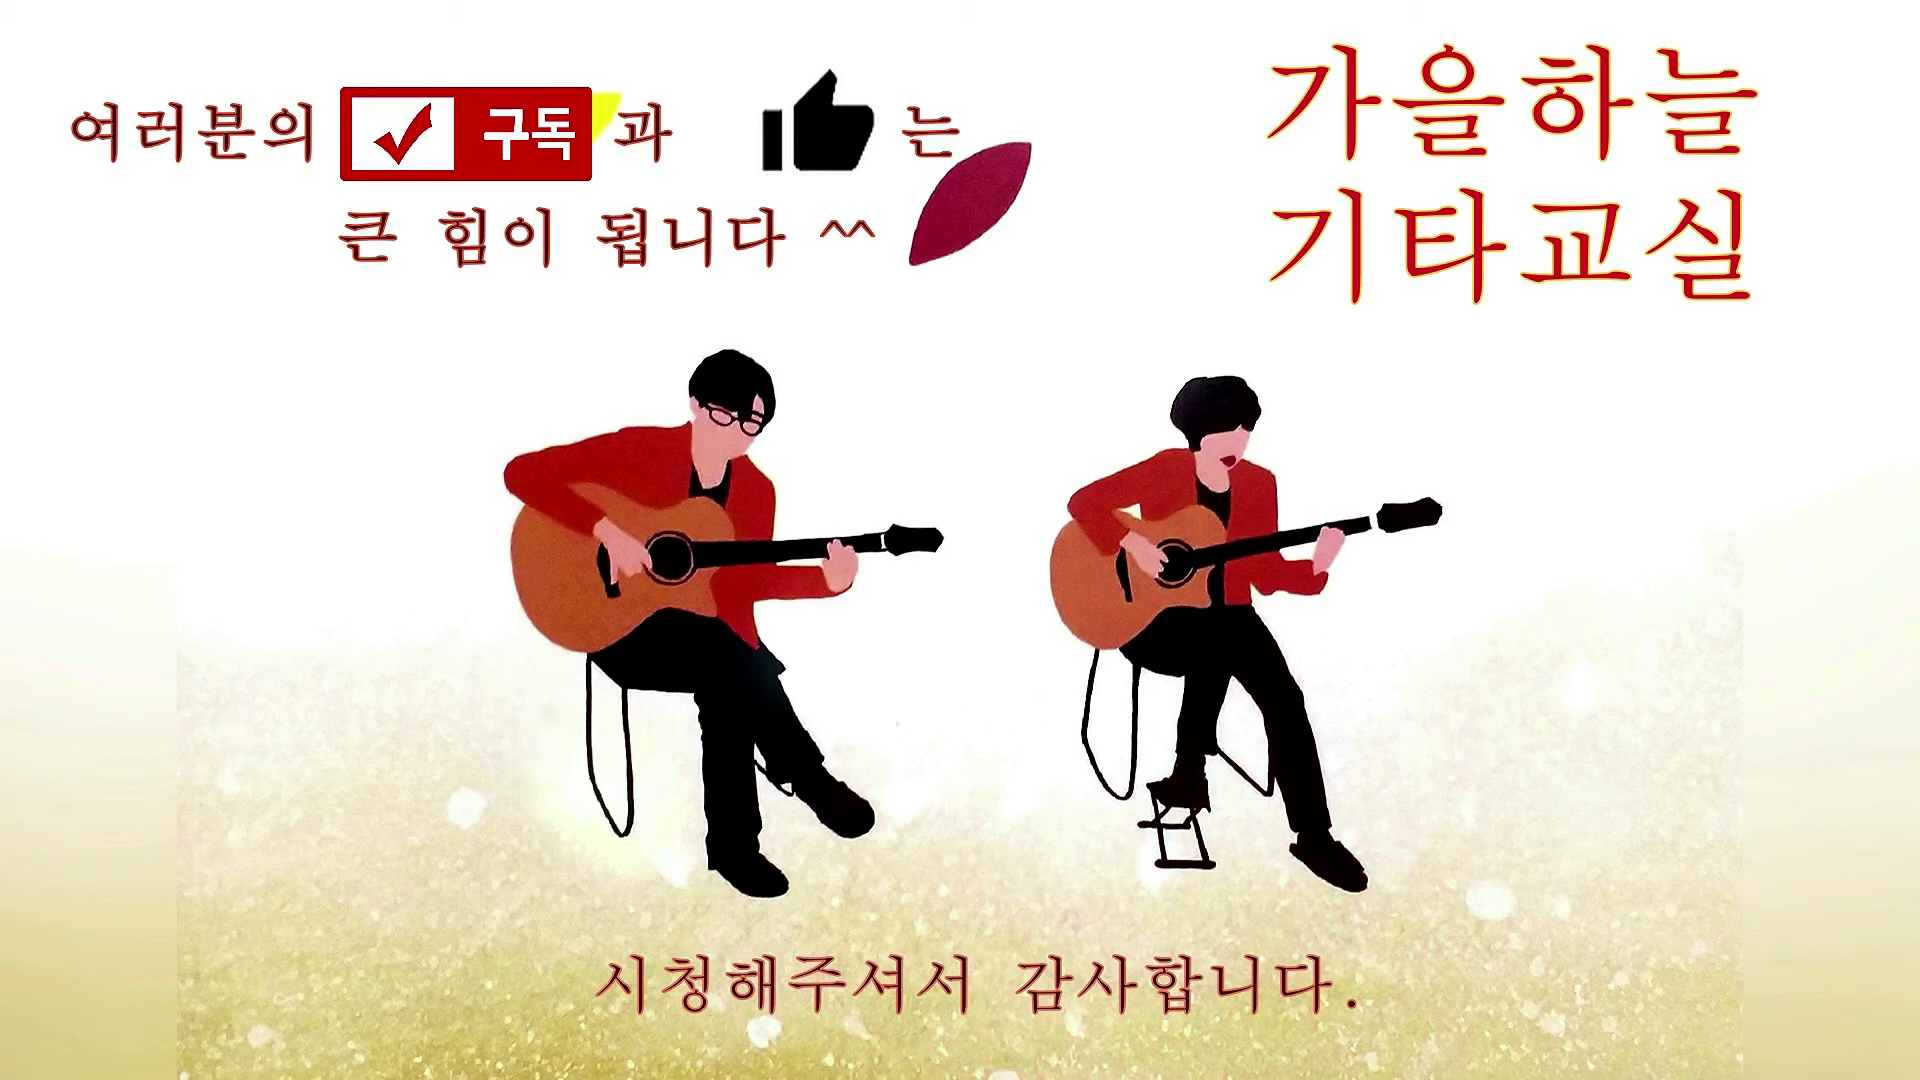 여러분의 구독과 는
큰 힘이 됩니다 ^^
가을하늘
기타교실
시청해주셔서 감사합니다.